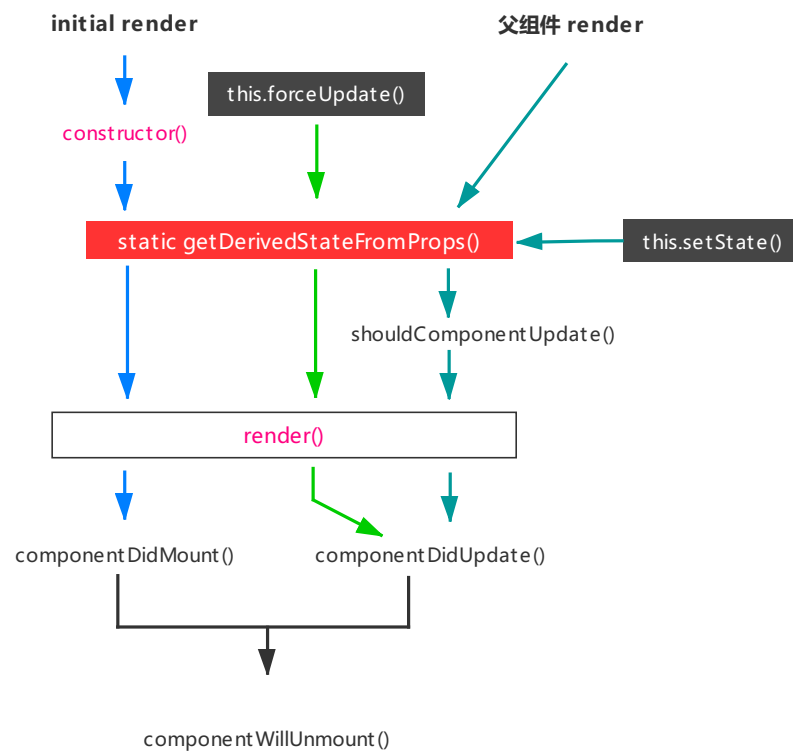 initial render
父组件 render
this.forceUpdate()
constructor()
static getDerivedStateFromProps()
this.setState()
shouldComponentUpdate()
render()
componentDidMount()
componentDidUpdate()
componentWillUnmount()